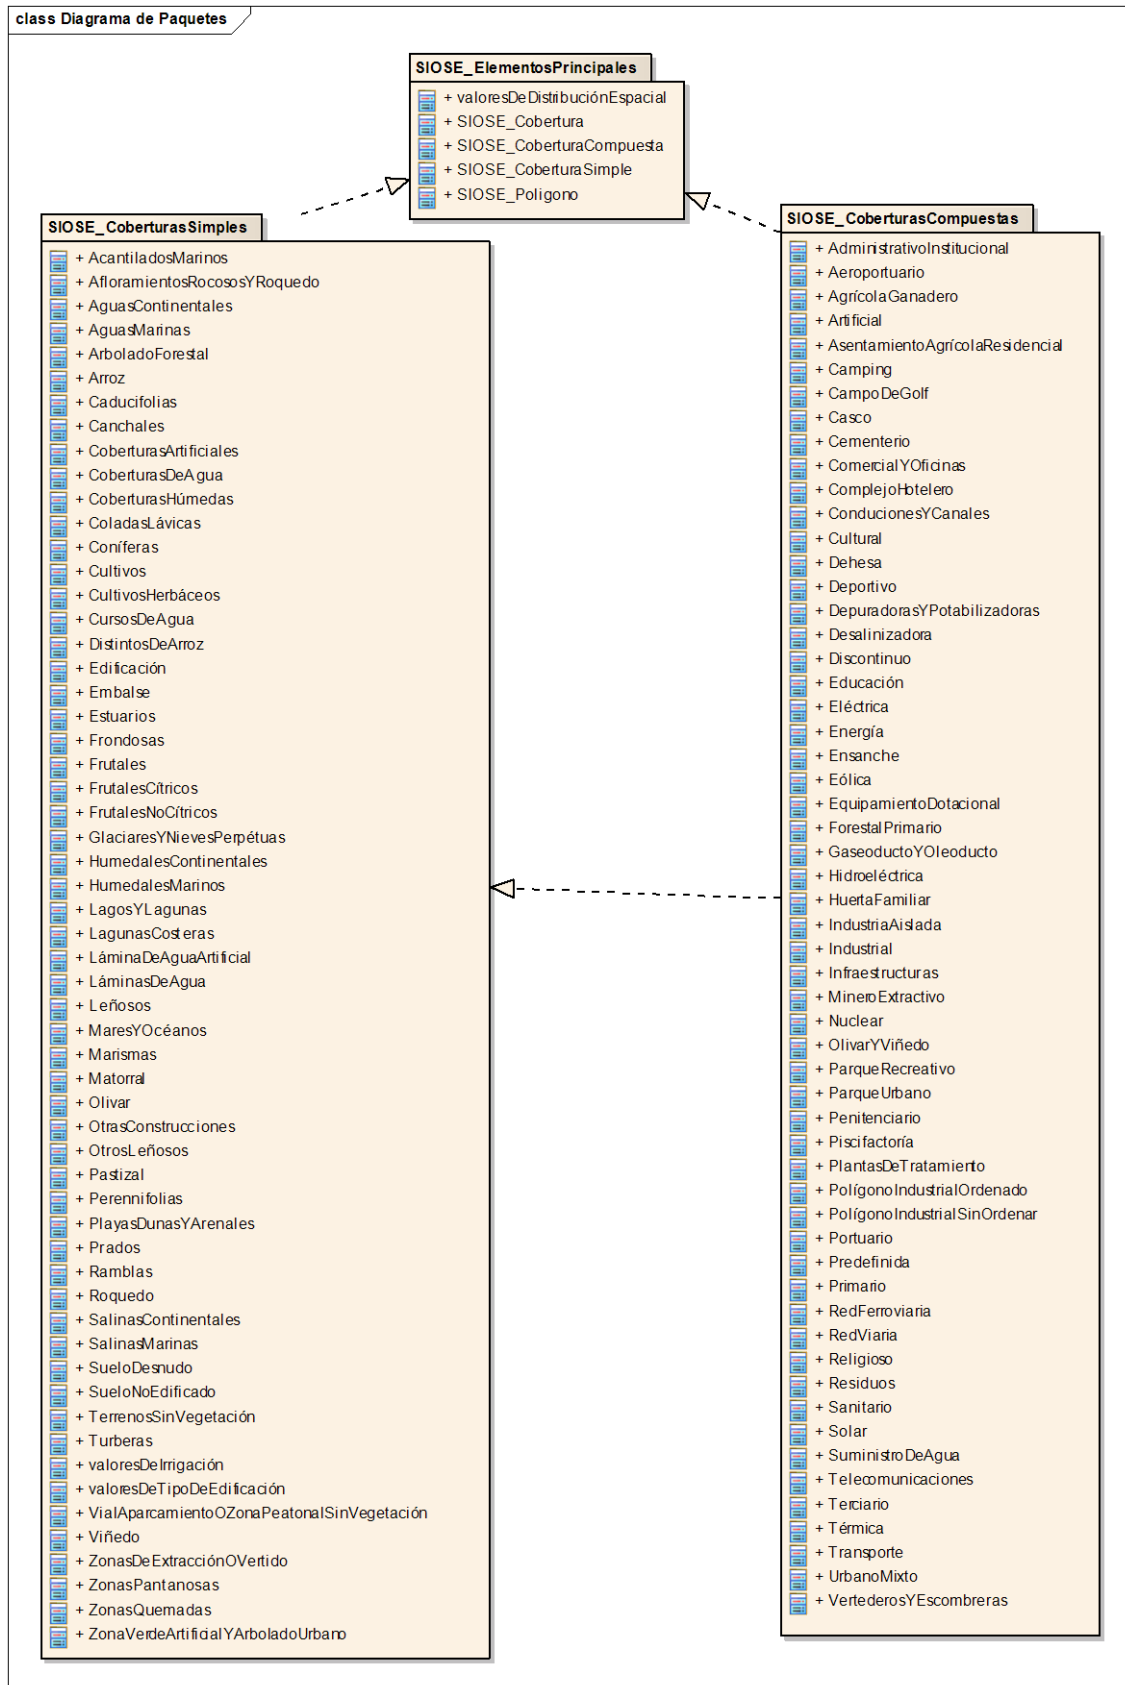 class Diagrama de Paquetes
SIOSE_ElementosPrincipales
+ valoresDeDistribuciónEspacial
+ SIOSE_Cobertura
+ SIOSE_CoberturaCompuesta
+ SIOSE_CoberturaSimple
+ SIOSE_Poligono
SIOSE_CoberturasSimples
+ AcantiladosMarinos
+ AfloramientosRocososYRoquedo
+ AguasContinentales
+ AguasMarinas
+ ArboladoForestal
+ Arroz
+ Caducifolias
+ Canchales
+ CoberturasArtificiales
+ CoberturasDeAgua
+ CoberturasHúmedas
+ ColadasLávicas
+ Coníferas
+ Cultivos
+ CultivosHerbáceos
+ CursosDeAgua
+ DistintosDeArroz
+ Edificación
+ Embalse
+ Estuarios
+ Frondosas
+ Frutales
+ FrutalesCítricos
+ FrutalesNoCítricos
+ GlaciaresYNievesPerpétuas
+ HumedalesContinentales
+ HumedalesMarinos
+ LagosYLagunas
+ LagunasCosteras
+ LáminaDeAguaArtificial
+ LáminasDeAgua
+ Leñosos
+ MaresYOcéanos
+ Marismas
+ Matorral
+ Olivar
+ OtrasConstrucciones
+ OtrosLeñosos
+ Pastizal
+ Perennifolias
+ PlayasDunasYArenales
+ Prados
+ Ramblas
+ Roquedo
+ SalinasContinentales
+ SalinasMarinas
+ SueloDesnudo
+ SueloNoEdificado
+ TerrenosSinVegetación
+ Turberas
+ valoresDeIrrigación
+ valoresDeTipoDeEdificación
+ VialAparcamientoOZonaPeatonalSinVegetación
+ Viñedo
+ ZonasDeExtracciónOVertido
+ ZonasPantanosas
+ ZonasQuemadas
+ ZonaVerdeArtificialYArboladoUrbano
SIOSE_CoberturasCompuestas
+ AdministrativoInstitucional
+ Aeroportuario
+ AgrícolaGanadero
+ Artificial
+ AsentamientoAgrícolaResidencial
+ Camping
+ CampoDeGolf
+ Casco
+ Cementerio
+ ComercialYOficinas
+ ComplejoHotelero
+ ConducionesYCanales
+ Cultural
+ Dehesa
+ Deportivo
+ DepuradorasYPotabilizadoras
+ Desalinizadora
+ Discontinuo
+ Educación
+ Eléctrica
+ Energía
+ Ensanche
+ Eólica
+ EquipamientoDotacional
+ ForestalPrimario
+ GaseoductoYOleoducto
+ Hidroeléctrica
+ HuertaFamiliar
+ IndustriaAislada
+ Industrial
+ Infraestructuras
+ MineroExtractivo
+ Nuclear
+ OlivarYViñedo
+ ParqueRecreativo
+ ParqueUrbano
+ Penitenciario
+ Piscifactoría
+ PlantasDeTratamiento
+ PolígonoIndustrialOrdenado
+ PolígonoIndustrialSinOrdenar
+ Portuario
+ Predefinida
+ Primario
+ RedFerroviaria
+ RedViaria
+ Religioso
+ Residuos
+ Sanitario
+ Solar
+ SuministroDeAgua
+ Telecomunicaciones
+ Terciario
+ Térmica
+ Transporte
+ UrbanoMixto
+ VertederosYEscombreras